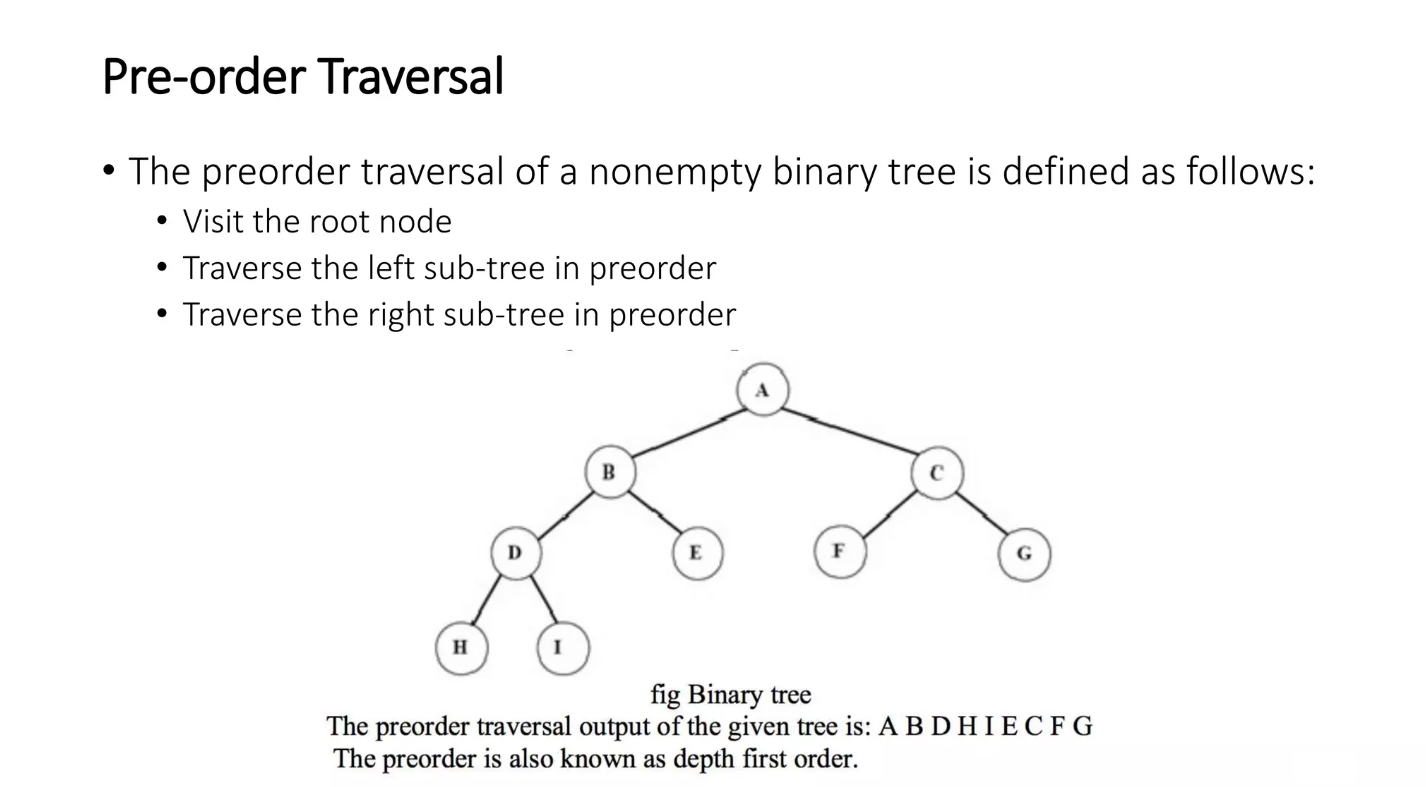 Pre-order Traversal
• The preorder traversal of a nonempty binary tree is defined as follows:
• Visit the root node
• Traverse the left sub-tree in preorder
• Traverse the right sub-tree in preorder
A
B
C
D
E
F
G
H
I
fig Binary tree
The preorder traversal output of the given tree is: A B D H I E C F G
The preorder is also known as depth first order.